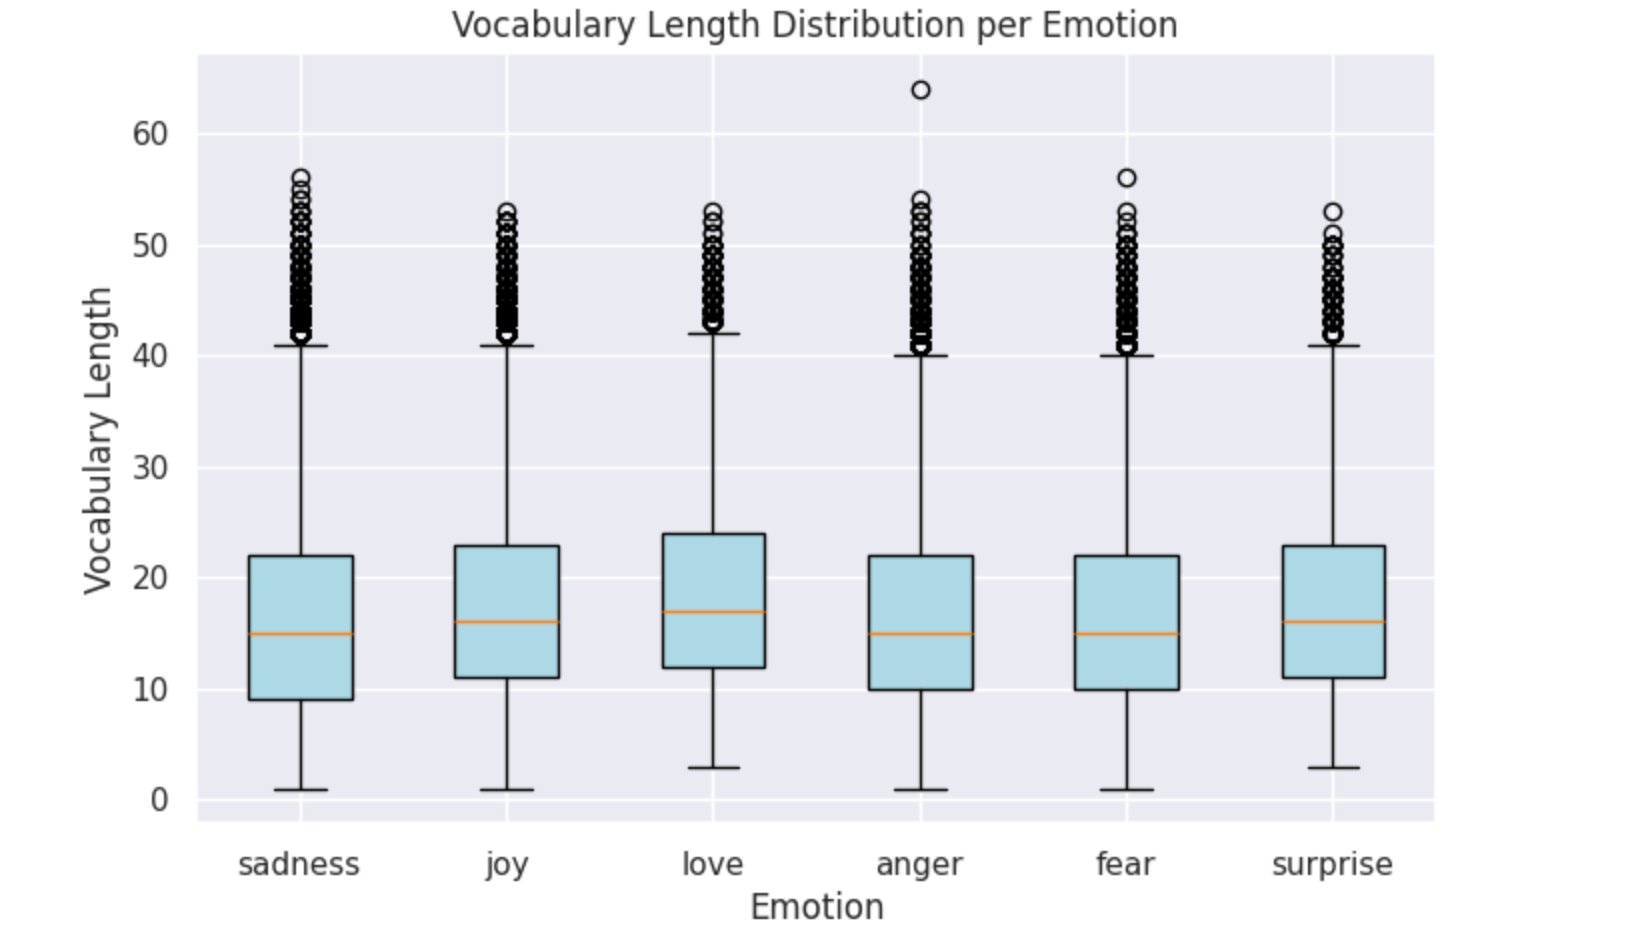 Vocabulary Length Distribution per Emotion
60
50
40
30
20
10
0
Vocabulary Length
sadness joy love anger fear surprise
Emotion